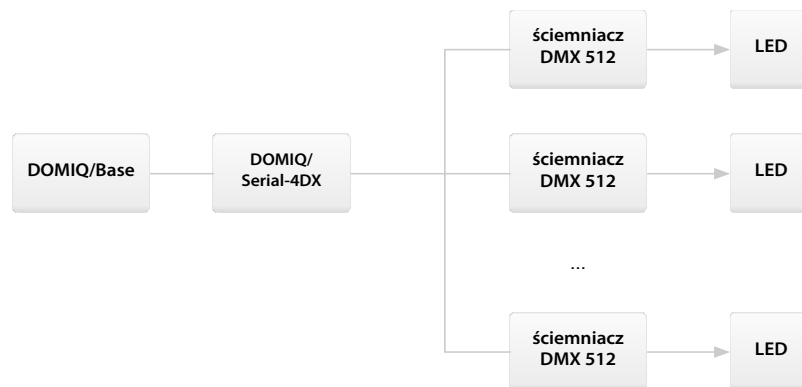 ściemniacz
DMX 512
LED
DOMIQ/Base
DOMIQ/
Serial-4DX
ściemniacz
DMX 512
LED
...
ściemniacz
DMX 512
LED